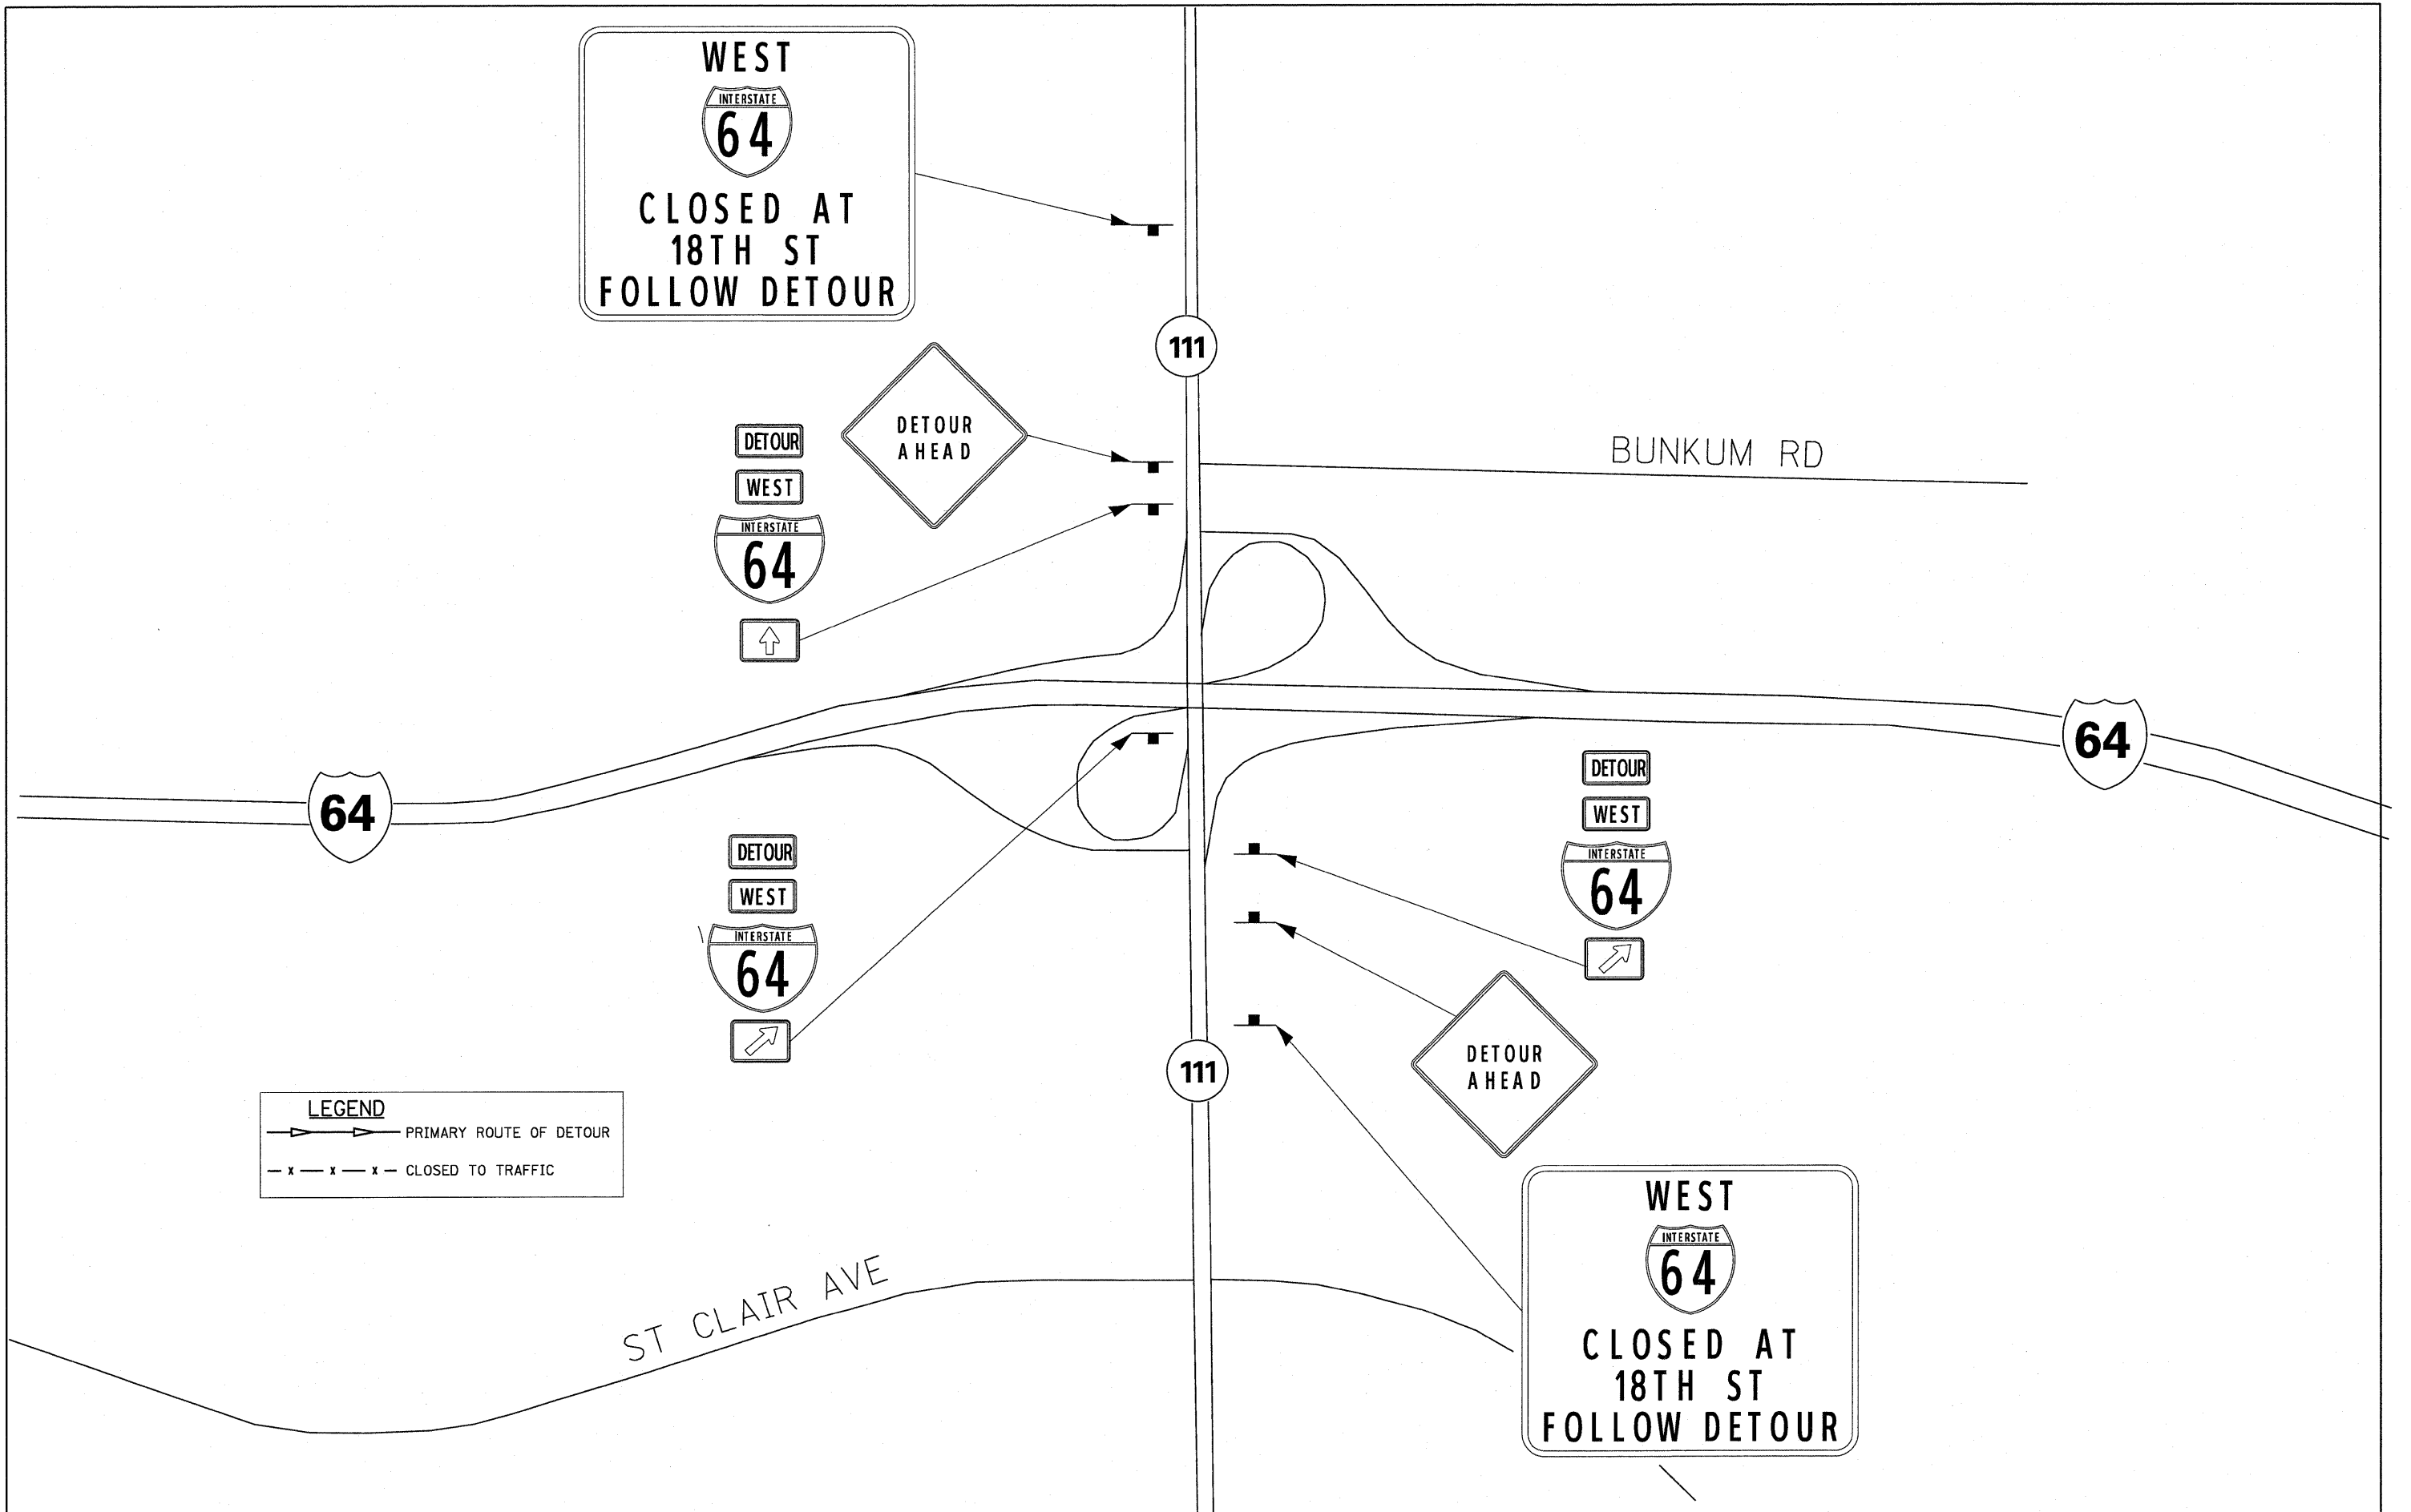 WEST
INTERSTATE
64
CLOSED AT
18TH ST
FOLLOW DETOUR
111
DETOUR
AHEAD
DETOUR
WEST
INTERSTATE
64
BUNKUM RD
64
64
DETOUR
WEST
INTERSTATE
64
DETOUR
WEST
INTERSTATE
64
111
DETOUR
AHEAD
LEGEND
PRIMARY ROUTE OF DETOUR
x x x CLOSED TO TRAFFIC
WEST
INTERSTATE
64
CLOSED AT
18TH ST
FOLLOW DETOUR
ST CLAIR AVE